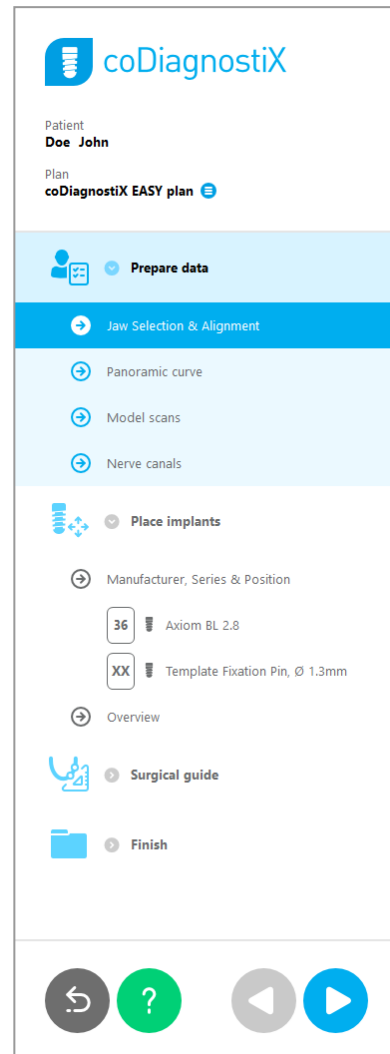 coDiagnostiX
Patient
Doe John
Plan
coDiagnostiX EASY plan
Prepare data
Jaw Selection & Alignment
Panoramic curve
Model scans
Nerve canals
Place implants
Manufacturer, Series & Position
36 Axiom BL 2.8
XX Template Fixation Pin, Ø 1.3mm
Overview
Surgical guide
Finish
?